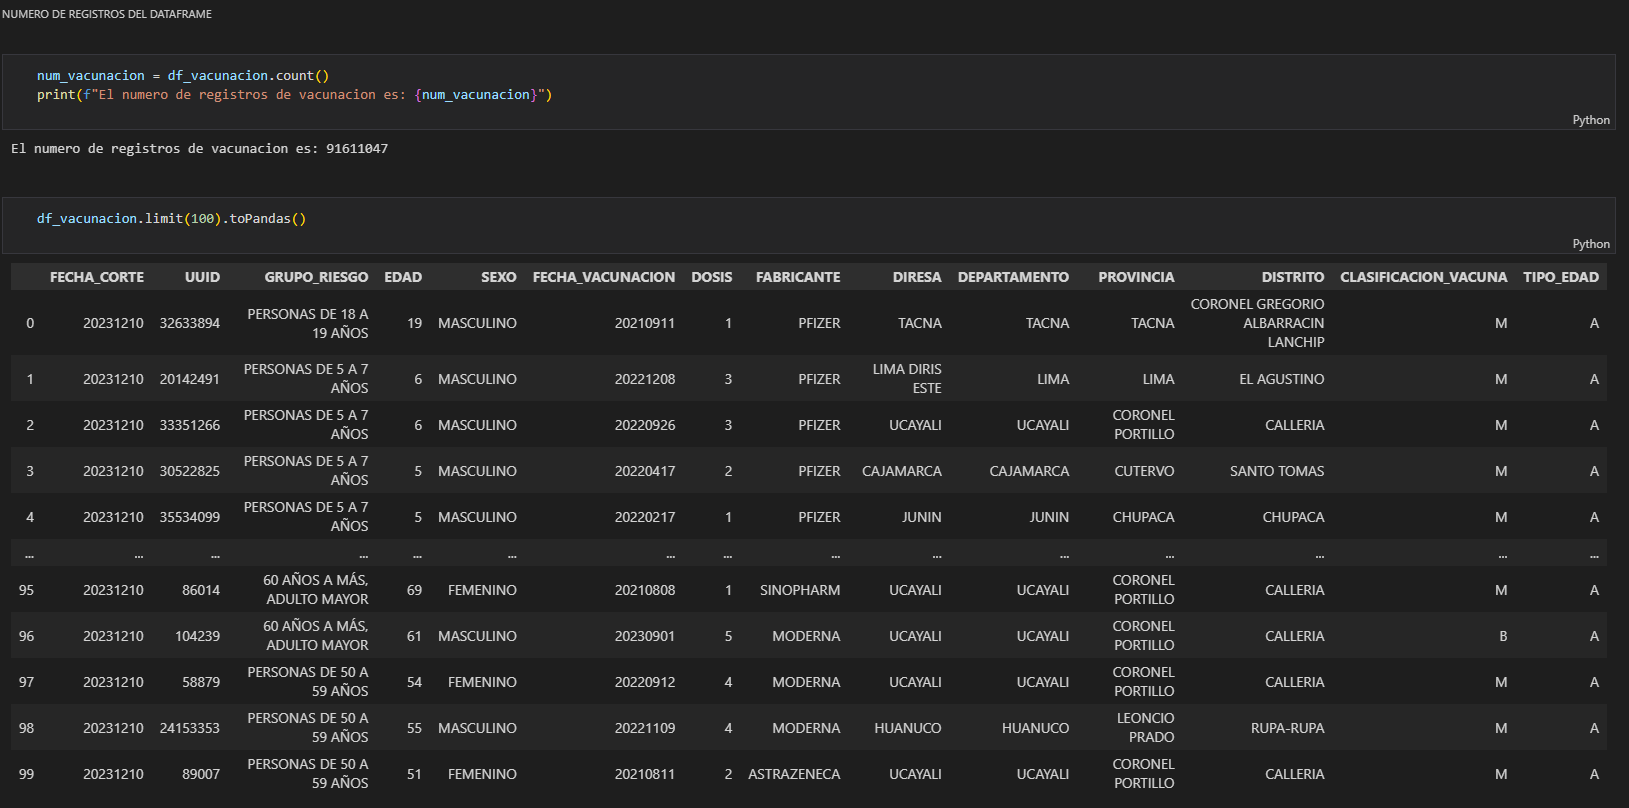 NUMERO DE REGISTROS DEL DATAFRAME
num_vacunacion = df_vacunacion.count()
print(f"El numero de registros de vacunacion es: {num_vacunacion}")
Python
El numero de registros de vacunacion es: 91611047
df_vacunacion.limit(100).toPandas()
Python
FECHA_CORTE UUID GRUPO_RIESGO EDAD SEXO FECHA_VACUNACION DOSIS FABRICANTE DIRESA DEPARTAMENTO PROVINCIA DISTRITO CLASIFICACION_VACUNA TIPO_EDAD
0 20231210 32633894 PERSONAS DE 18 A 19 AÑOS 19 MASCULINO 20210911 1 PFIZER TACNA TACNA TACNA CORONEL GREGORIO ALBARRACIN LANCHIP M A
1 20231210 20142491 PERSONAS DE 5 A 7 AÑOS 6 MASCULINO 20221208 3 PFIZER LIMA DIRIS ESTE LIMA LIMA EL AGUSTINO M A
2 20231210 33351266 PERSONAS DE 5 A 7 AÑOS 6 MASCULINO 20220926 3 PFIZER UCAYALI UCAYALI CORONEL PORTILLO CALLERIA M A
3 20231210 30522825 PERSONAS DE 5 A 7 AÑOS 5 MASCULINO 20220417 2 PFIZER CAJAMARCA CAJAMARCA CUTERVO SANTO TOMAS M A
4 20231210 35534099 PERSONAS DE 5 A 7 AÑOS 5 MASCULINO 20220217 1 PFIZER JUNIN JUNIN CHUPACA CHUPACA M A
... ... ... ... ... ... ... ... ... ... ... ... ... ... ...
95 20231210 86014 60 AÑOS A MÁS, ADULTO MAYOR 69 FEMENINO 20210808 1 SINOPHARM UCAYALI UCAYALI CORONEL PORTILLO CALLERIA M A
96 20231210 104239 60 AÑOS A MÁS, ADULTO MAYOR 61 MASCULINO 20230901 5 MODERNA UCAYALI UCAYALI CORONEL PORTILLO CALLERIA B A
97 20231210 58879 PERSONAS DE 50 A 59 AÑOS 54 FEMENINO 20220912 4 MODERNA UCAYALI UCAYALI CORONEL PORTILLO CALLERIA M A
98 20231210 24153353 PERSONAS DE 50 A 59 AÑOS 55 MASCULINO 20221109 4 MODERNA HUANUCO HUANUCO LEONCIO PRADO RUPA-RUPA M A
99 20231210 89007 PERSONAS DE 50 A 59 AÑOS 51 FEMENINO 20210811 2 ASTRAZENECA UCAYALI UCAYALI CORONEL PORTILLO CALLERIA M A